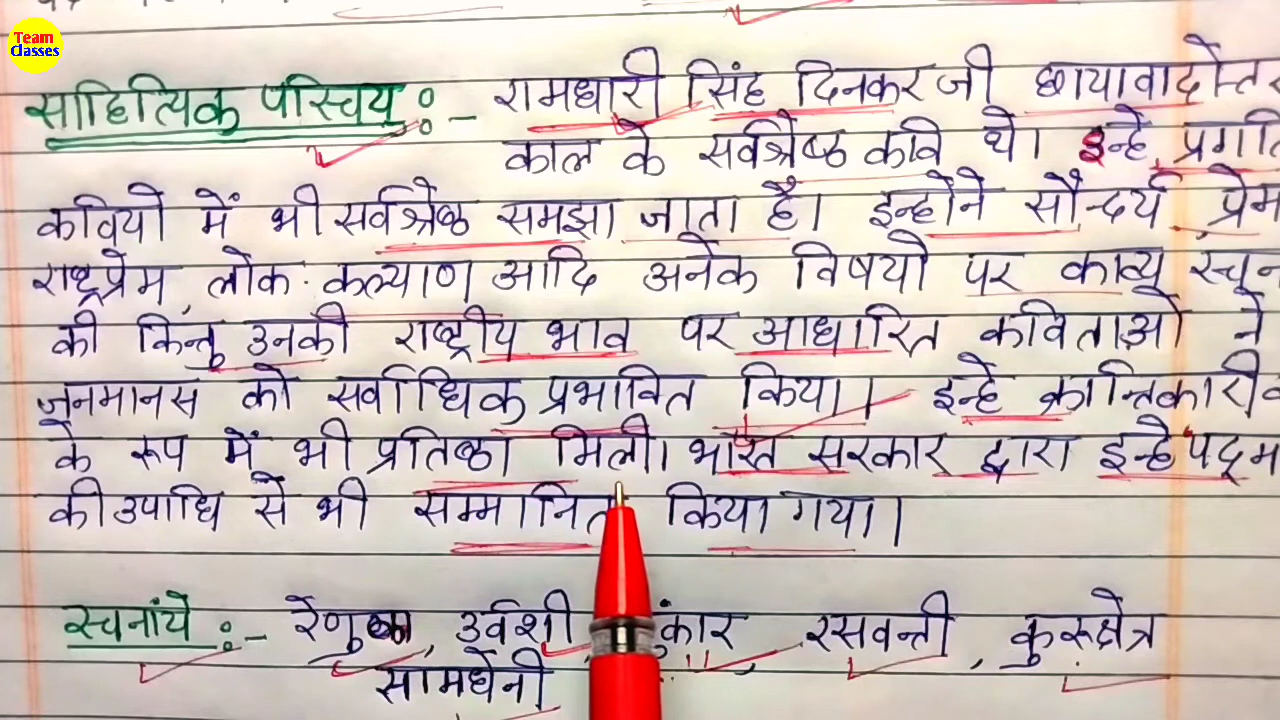 Team
Classes
साहित्यिक परिचय :- रामधारी सिंह दिनकर जी छायावादोत्तर
काल के सर्वश्रेष्ठ कवि थे। इन्हे प्रगति
कवियों में भी सर्वश्रेष्ठ समझा जाता है। इन्होंने सौन्दर्य प्रेम
राष्ट्रप्रेम, लोक-कल्याण आदि अनेक विषयों पर काव्य रचन
की किन्तु उनकी राष्ट्रीय भाव पर आधारित कविताओं ने
जनमानस को सर्वाधिक प्रभावित किया। इन्हे क्रान्तिकारी
के रूप में भी प्रतिष्ठा मिली। भारत सरकार द्वारा इन्हे पद्म
की उपाधि से भी सम्मानित किया गया।
रचनांये :- रेणुका, उर्वशी ुंकार रसवन्ती, कुरुक्षेत्र
सामधेनी